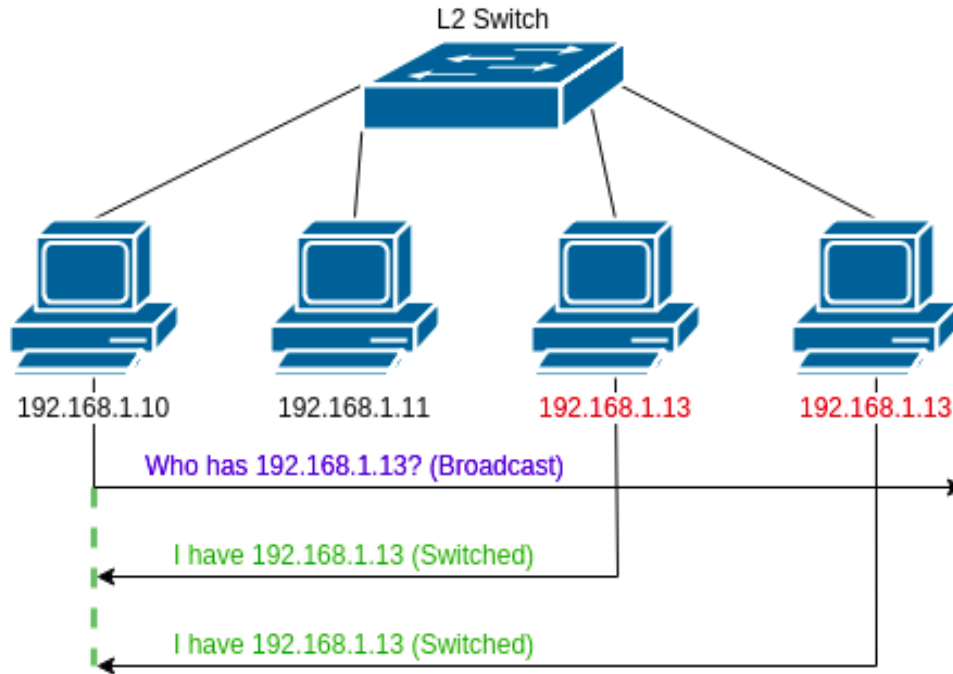 L2 Switch
192.168.1.10
192.168.1.11
192.168.1.13
192.168.1.13
Who has 192.168.1.13? (Broadcast)
I have 192.168.1.13 (Switched)
I have 192.168.1.13 (Switched)